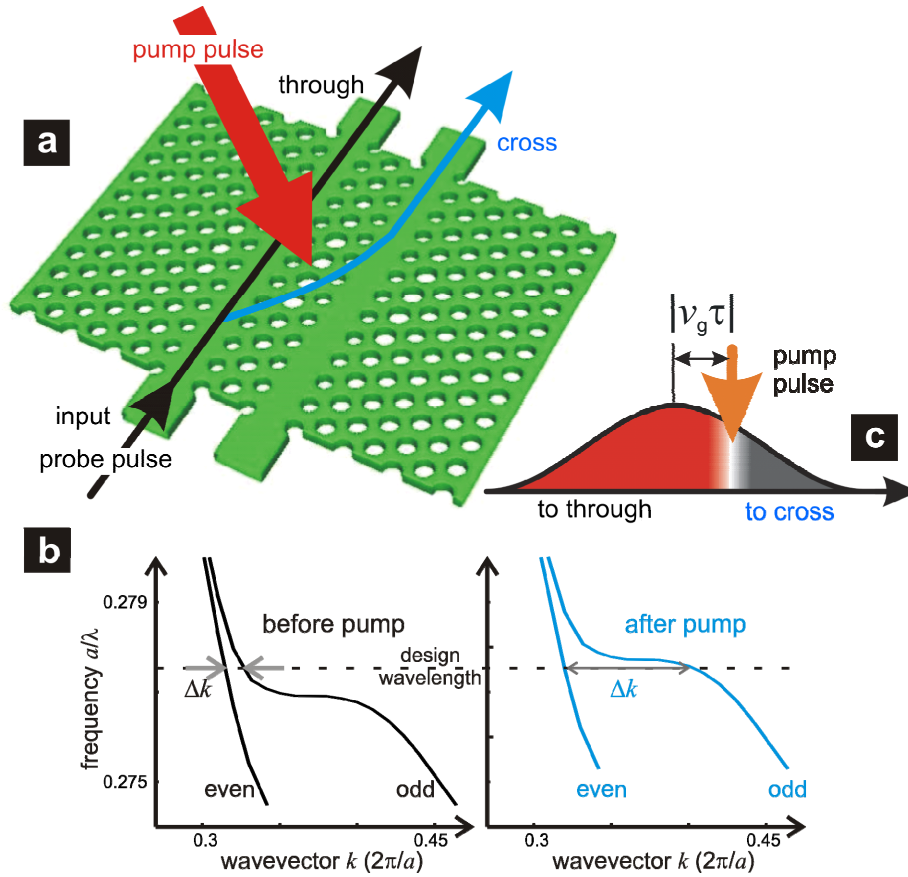 a
pump pulse
through
cross
input
probe pulse
c
v_g τ
pump
pulse
to through
to cross
b
frequency a/λ
0.279
0.275
before pump
Δk
even
odd
0.3
0.45
wavevector k (2π/a)
design
wavelength
after pump
Δk
even
odd
0.3
0.45
wavevector k (2π/a)